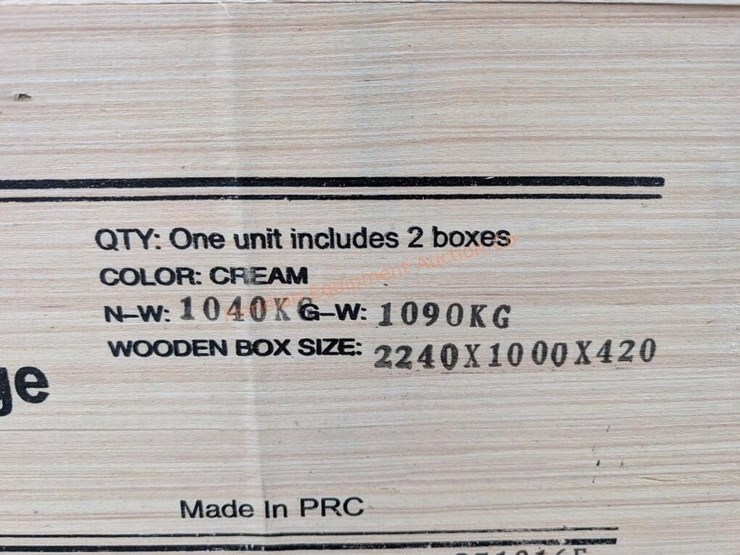 QTY: One unit includes 2 boxes
COLOR: CREAM
N-W: 1040KG G-W: 1090KG
WOODEN BOX SIZE: 2240X1000X420
ge
Made In PRC